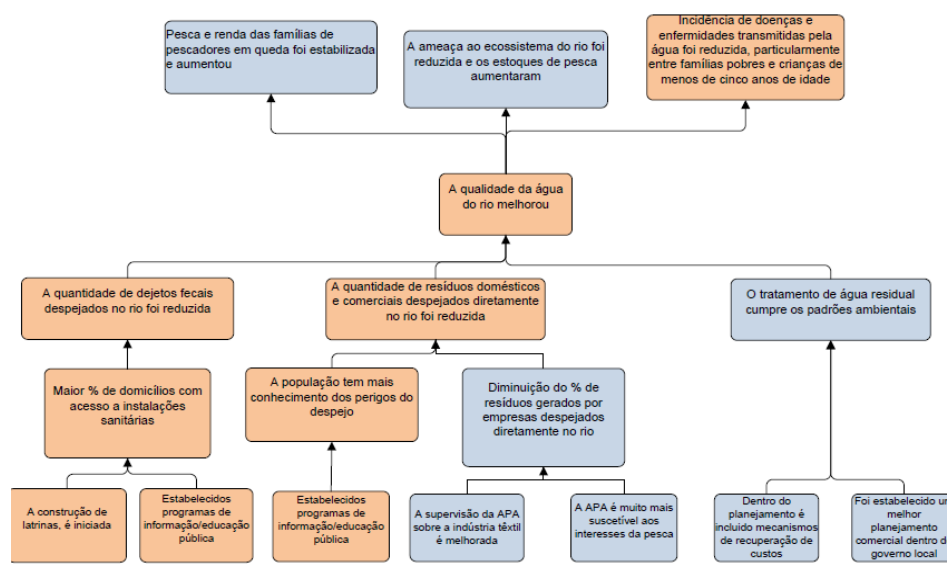 Pesca e renda das famílias de
pescadores em queda foi estabilizada
e aumentou
A ameaça ao ecossistema do rio foi
reduzida e os estoques de pesca
aumentaram
Incidência de doenças e
enfermidades transmitidas pela
água foi reduzida, particularmente
entre famílias pobres e crianças de
menos de cinco anos de idade
A qualidade da água
do rio melhorou
A quantidade de dejetos fecais
despejados no rio foi reduzida
A quantidade de resíduos domésticos
e comerciais despejados diretamente
no rio foi reduzida
O tratamento de água residual
cumpre os padrões ambientais
Maior % de domicílios com
acesso a instalações
sanitárias
A população tem mais
conhecimento dos perigos do
despejo
Diminuição do % de
resíduos gerados por
empresas despejados
diretamente no rio
A construção de
latrinas, é iniciada
Estabelecidos
programas de
informação/educação
pública
Estabelecidos
programas de
informação/educação
pública
A supervisão da APA
sobre a indústria têxtil
é melhorada
A APA é muito mais
suscetível aos
interesses da pesca
Dentro do
planejamento é
incluido mecanismos
de recuperação de
custos
Foi estabelecido
melhor
planejamento
comercial dentro
governo local